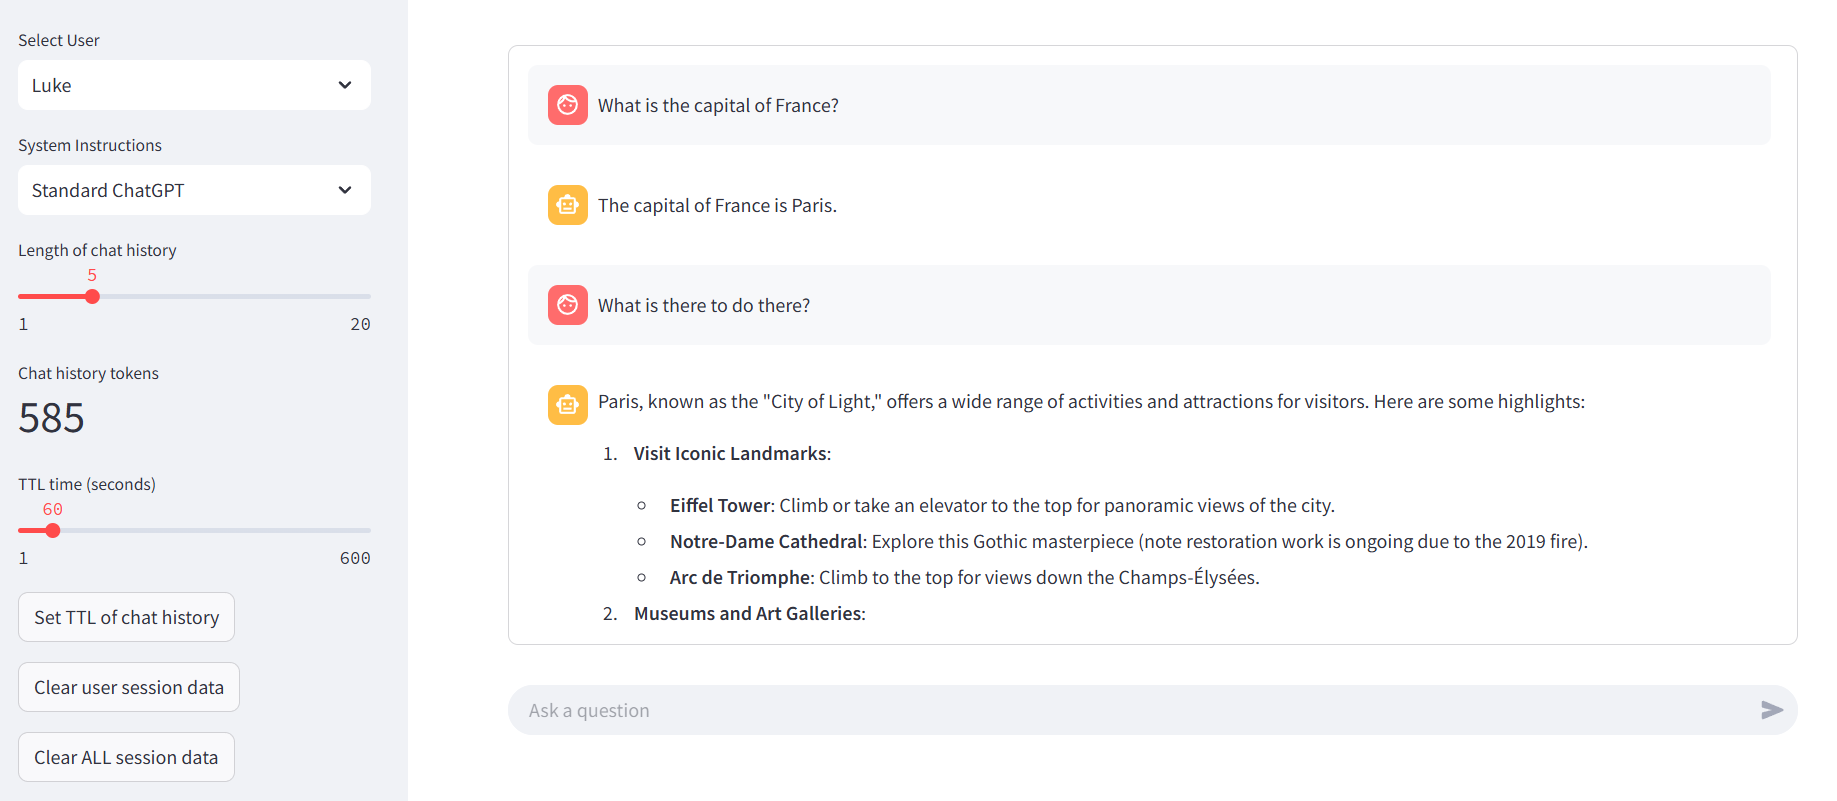 Select User
Luke
System Instructions
Standard ChatGPT
Length of chat history
5
1 20
Chat history tokens
585
TTL time (seconds)
60
1 600
Set TTL of chat history
Clear user session data
Clear ALL session data
What is the capital of France?
The capital of France is Paris.
What is there to do there?
Paris, known as the "City of Light," offers a wide range of activities and attractions for visitors. Here are some highlights:
1. Visit Iconic Landmarks:
Eiffel Tower: Climb or take an elevator to the top for panoramic views of the city.
Notre-Dame Cathedral: Explore this Gothic masterpiece (note restoration work is ongoing due to the 2019 fire).
Arc de Triomphe: Climb to the top for views down the Champs-Élysées.
2. Museums and Art Galleries:
Ask a question